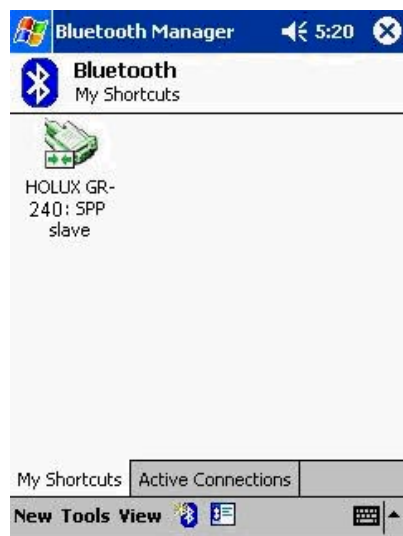 Bluetooth Manager 5:20
Bluetooth
My Shortcuts
HOLUX GR-
240: SPP
slave
My Shortcuts Active Connections
New Tools View